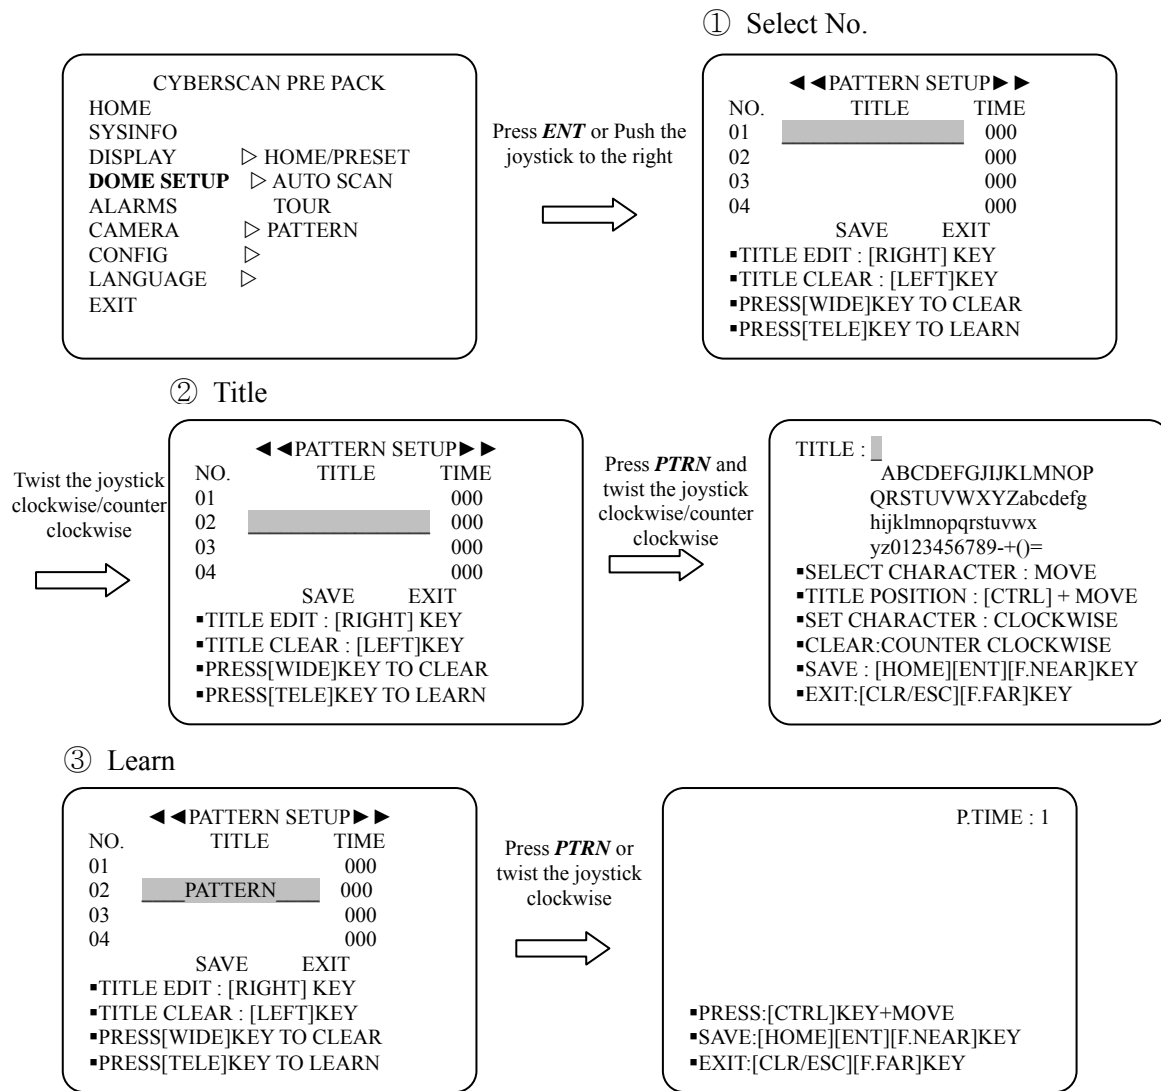 ① Select No.
CYBERSCAN PRE PACK
HOME
SYSINFO
DISPLAY ▷ HOME/PRESET
DOME SETUP ▷ AUTO SCAN
ALARMS TOUR
CAMERA ▷ PATTERN
CONFIG ▷
LANGUAGE ▷
EXIT
Press ENT or Push the
joystick to the right
◄◄PATTERN SETUP►►
NO. TITLE TIME
01 000
02 000
03 000
04 000
SAVE EXIT
▪TITLE EDIT : [RIGHT] KEY
▪TITLE CLEAR : [LEFT]KEY
▪PRESS[WIDE]KEY TO CLEAR
▪PRESS[TELE]KEY TO LEARN
② Title
Twist the joystick
clockwise/counter
clockwise
◄◄PATTERN SETUP►►
NO. TITLE TIME
01 000
02 000
03 000
04 000
SAVE EXIT
▪TITLE EDIT : [RIGHT] KEY
▪TITLE CLEAR : [LEFT]KEY
▪PRESS[WIDE]KEY TO CLEAR
▪PRESS[TELE]KEY TO LEARN
Press PTRN and
twist the joystick
clockwise/counter
clockwise
TITLE : _
ABCDEFGJIJKLMNOP
QRSTUVWXYZabcdefg
hijklmnopqrstuvwx
yz0123456789-+()=
▪SELECT CHARACTER : MOVE
▪TITLE POSITION : [CTRL] + MOVE
▪SET CHARACTER : CLOCKWISE
▪CLEAR:COUNTER CLOCKWISE
▪SAVE : [HOME][ENT][F.NEAR]KEY
▪EXIT:[CLR/ESC][F.FAR]KEY
③ Learn
◄◄PATTERN SETUP►►
NO. TITLE TIME
01 000
02 ____PATTERN____ 000
03 000
04 000
SAVE EXIT
▪TITLE EDIT : [RIGHT] KEY
▪TITLE CLEAR : [LEFT]KEY
▪PRESS[WIDE]KEY TO CLEAR
▪PRESS[TELE]KEY TO LEARN
Press PTRN or
twist the joystick
clockwise
P.TIME : 1
▪PRESS:[CTRL]KEY+MOVE
▪SAVE:[HOME][ENT][F.NEAR]KEY
▪EXIT:[CLR/ESC][F.FAR]KEY